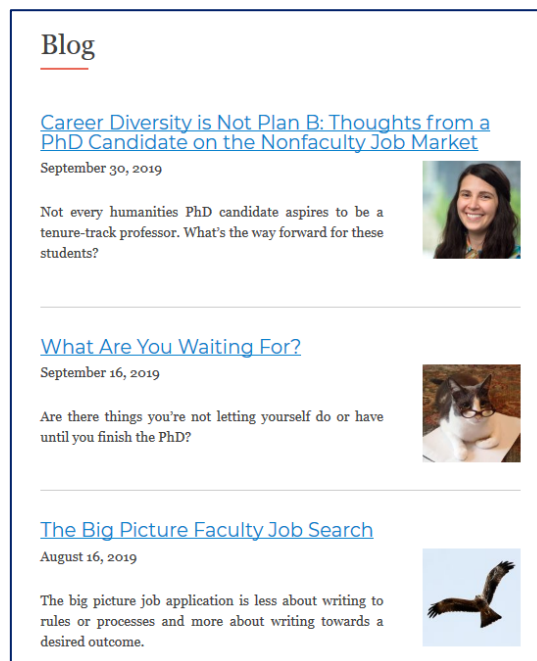 Blog
Career Diversity is Not Plan B: Thoughts from a
PhD Candidate on the Nonfaculty Job Market
September 30, 2019
Not every humanities PhD candidate aspires to be a
tenure-track professor. What's the way forward for these
students?
What Are You Waiting For?
September 16, 2019
Are there things you're not letting yourself do or have
until you finish the PhD?
The Big Picture Faculty Job Search
August 16, 2019
The big picture job application is less about writing to
rules or processes and more about writing towards a
desired outcome.